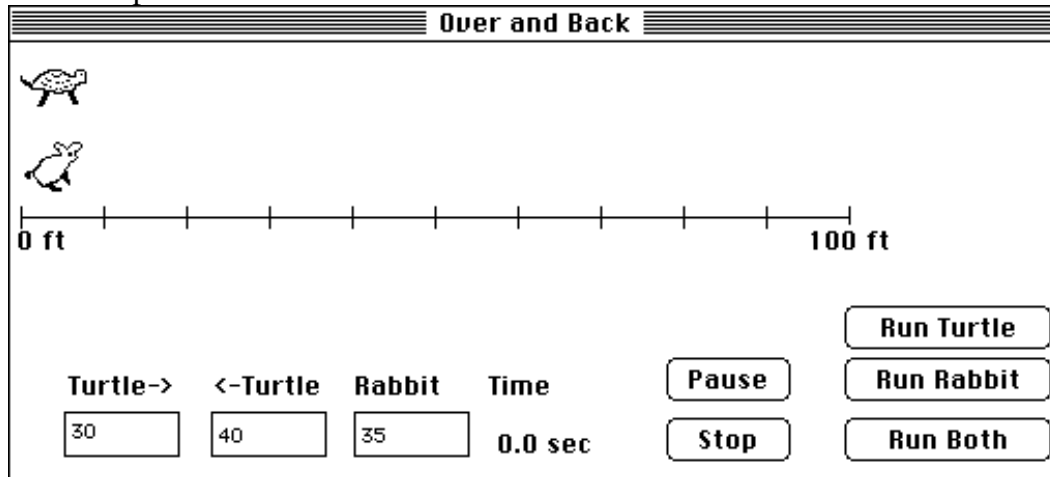 Over and Back
0 ft 100 ft
Run Turtle
Turtle-> <-Turtle Rabbit Time Pause Run Rabbit
30 40 35 0.0 sec Stop Run Both